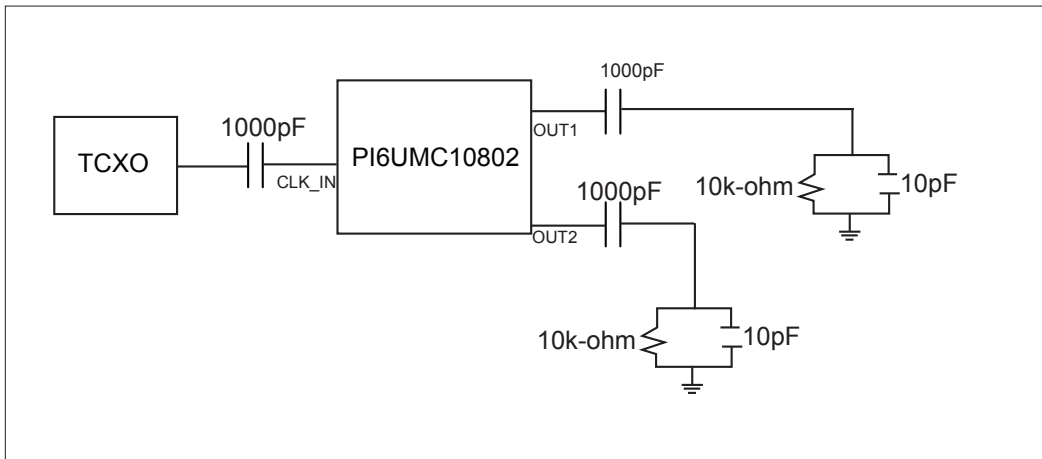 1000pF
1000pF
OUT1
TCXO
PI6UMC10802
CLK_IN
10k-ohm
10pF
1000pF
OUT2
10k-ohm
10pF